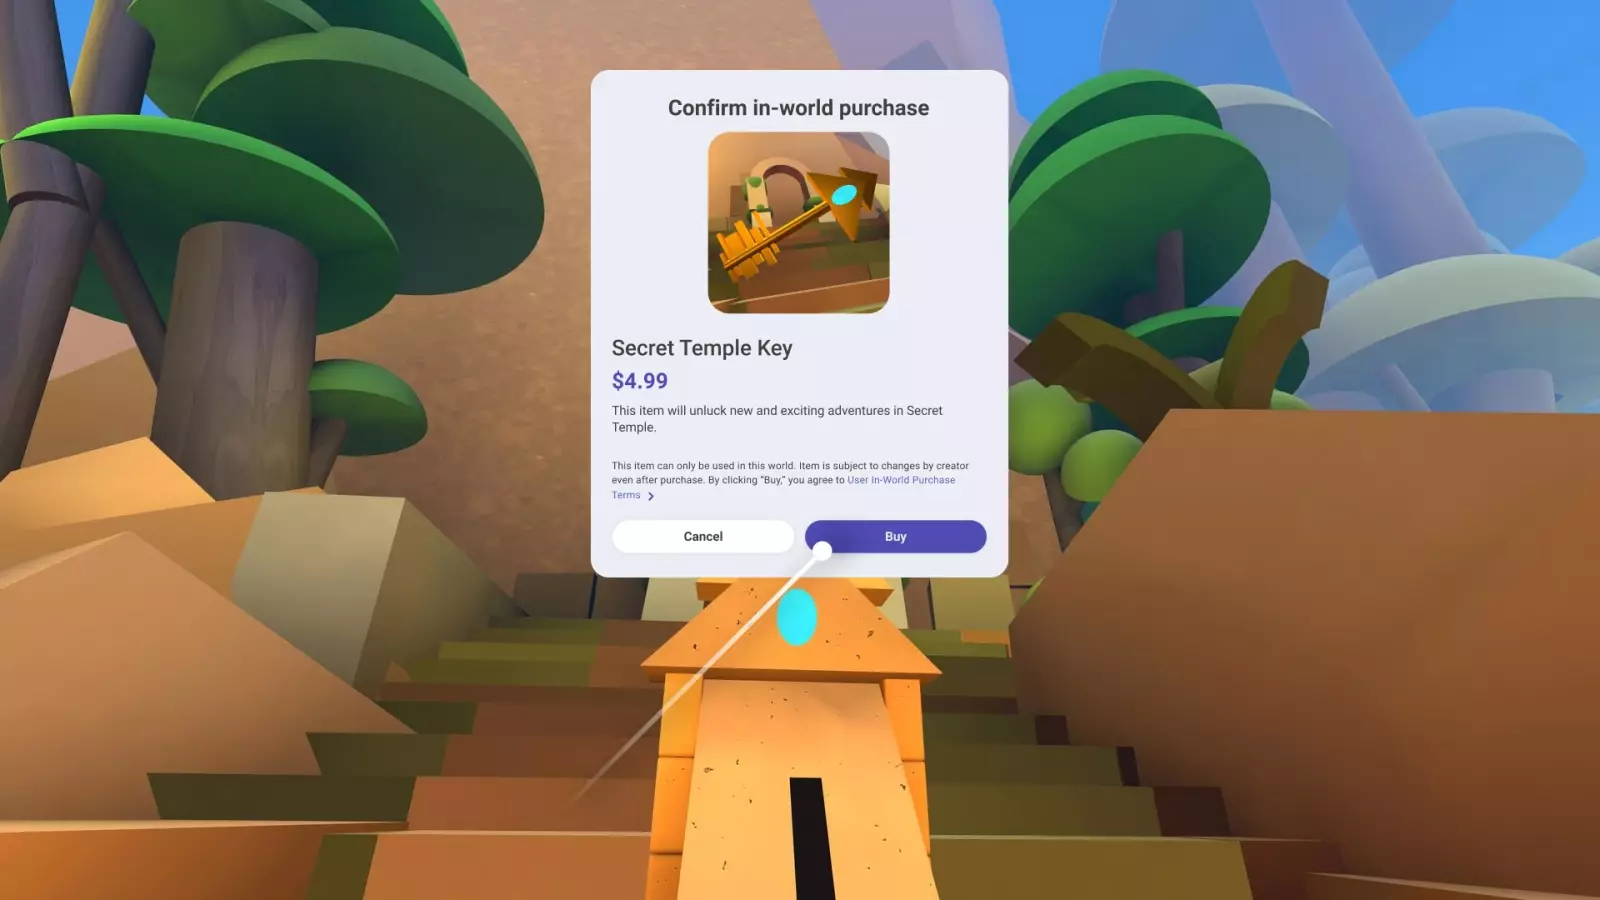 Confirm in-world purchase
Secret Temple Key
$4.99
This item will unluck new and exciting adventures in Secret
Temple.
This item can only be used in this world. Item is subject to changes by creator
even after purchase. By clicking “Buy,” you agree to User In-World Purchase
Terms
Cancel
Buy